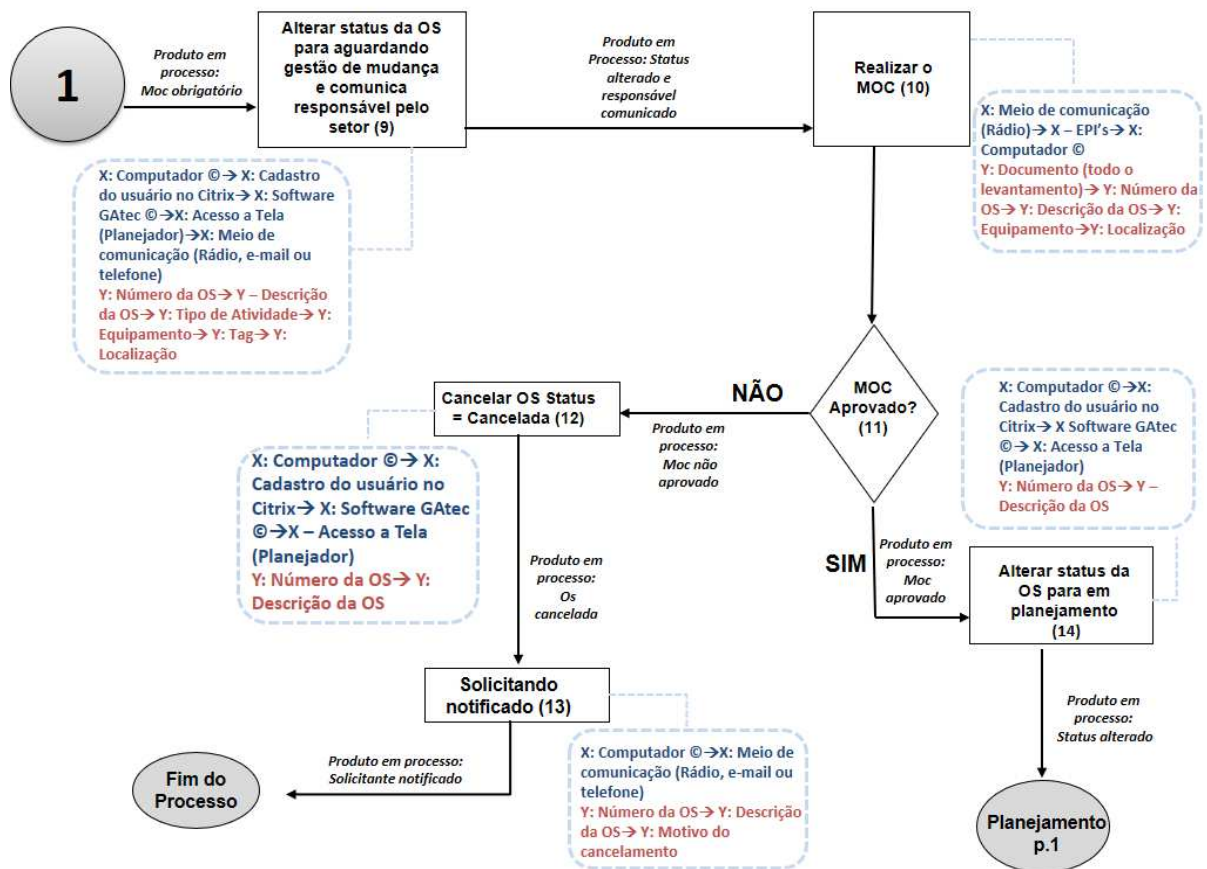 1
Produto em
processo:
Moc obrigatório
Alterar status da OS
para aguardando
gestão de mudança
e comunica
responsável pelo
setor (9)
Produto em
Processo: Status
alterado e
responsável
comunicado
Realizar o
MOC (10)
X: Computador ©→ X: Cadastro
do usuário no Citrix→ X: Software
GAtec ©→X: Acesso a Tela
(Planejador)→X: Meio de
comunicação (Rádio, e-mail ou
telefone)
Y: Número da OS→ Y – Descrição
da OS→ Y: Tipo de Atividade→ Y:
Equipamento→ Y: Tag→ Y:
Localização
X: Meio de comunicação
(Rádio)→ X – EPI's→ X:
Computador ©
Y: Documento (todo o
levantamento)→ Y: Número da
OS→ Y: Descrição da OS→ Y:
Equipamento→Y: Localização
MOC
Aprovado?
(11)
NÃO
Produto em
processo:
Moc não
aprovado
Cancelar OS Status
= Cancelada (12)
X: Computador ©→ X:
Cadastro do usuário no
Citrix→ X: Software GAtec
©→X – Acesso a Tela
(Planejador)
Y: Número da OS→ Y:
Descrição da OS
X: Computador ©→X:
Cadastro do usuário no
Citrix→ X Software GAtec
©→ X: Acesso a Tela
(Planejador)
Y: Número da OS→ Y –
Descrição da OS
SIM
Produto em
processo:
Moc
aprovado
Alterar status da
OS para em
planejamento
(14)
Produto em
processo:
Os
cancelada
Solicitando
notificado (13)
Produto em processo:
Solicitante notificado
Fim do
Processo
X: Computador ©→X: Meio de
comunicação (Rádio, e-mail ou
telefone)
Y: Número da OS→ Y: Descrição
da OS→ Y: Motivo do
cancelamento
Produto em
processo:
Status alterado
Planejamento
p.1